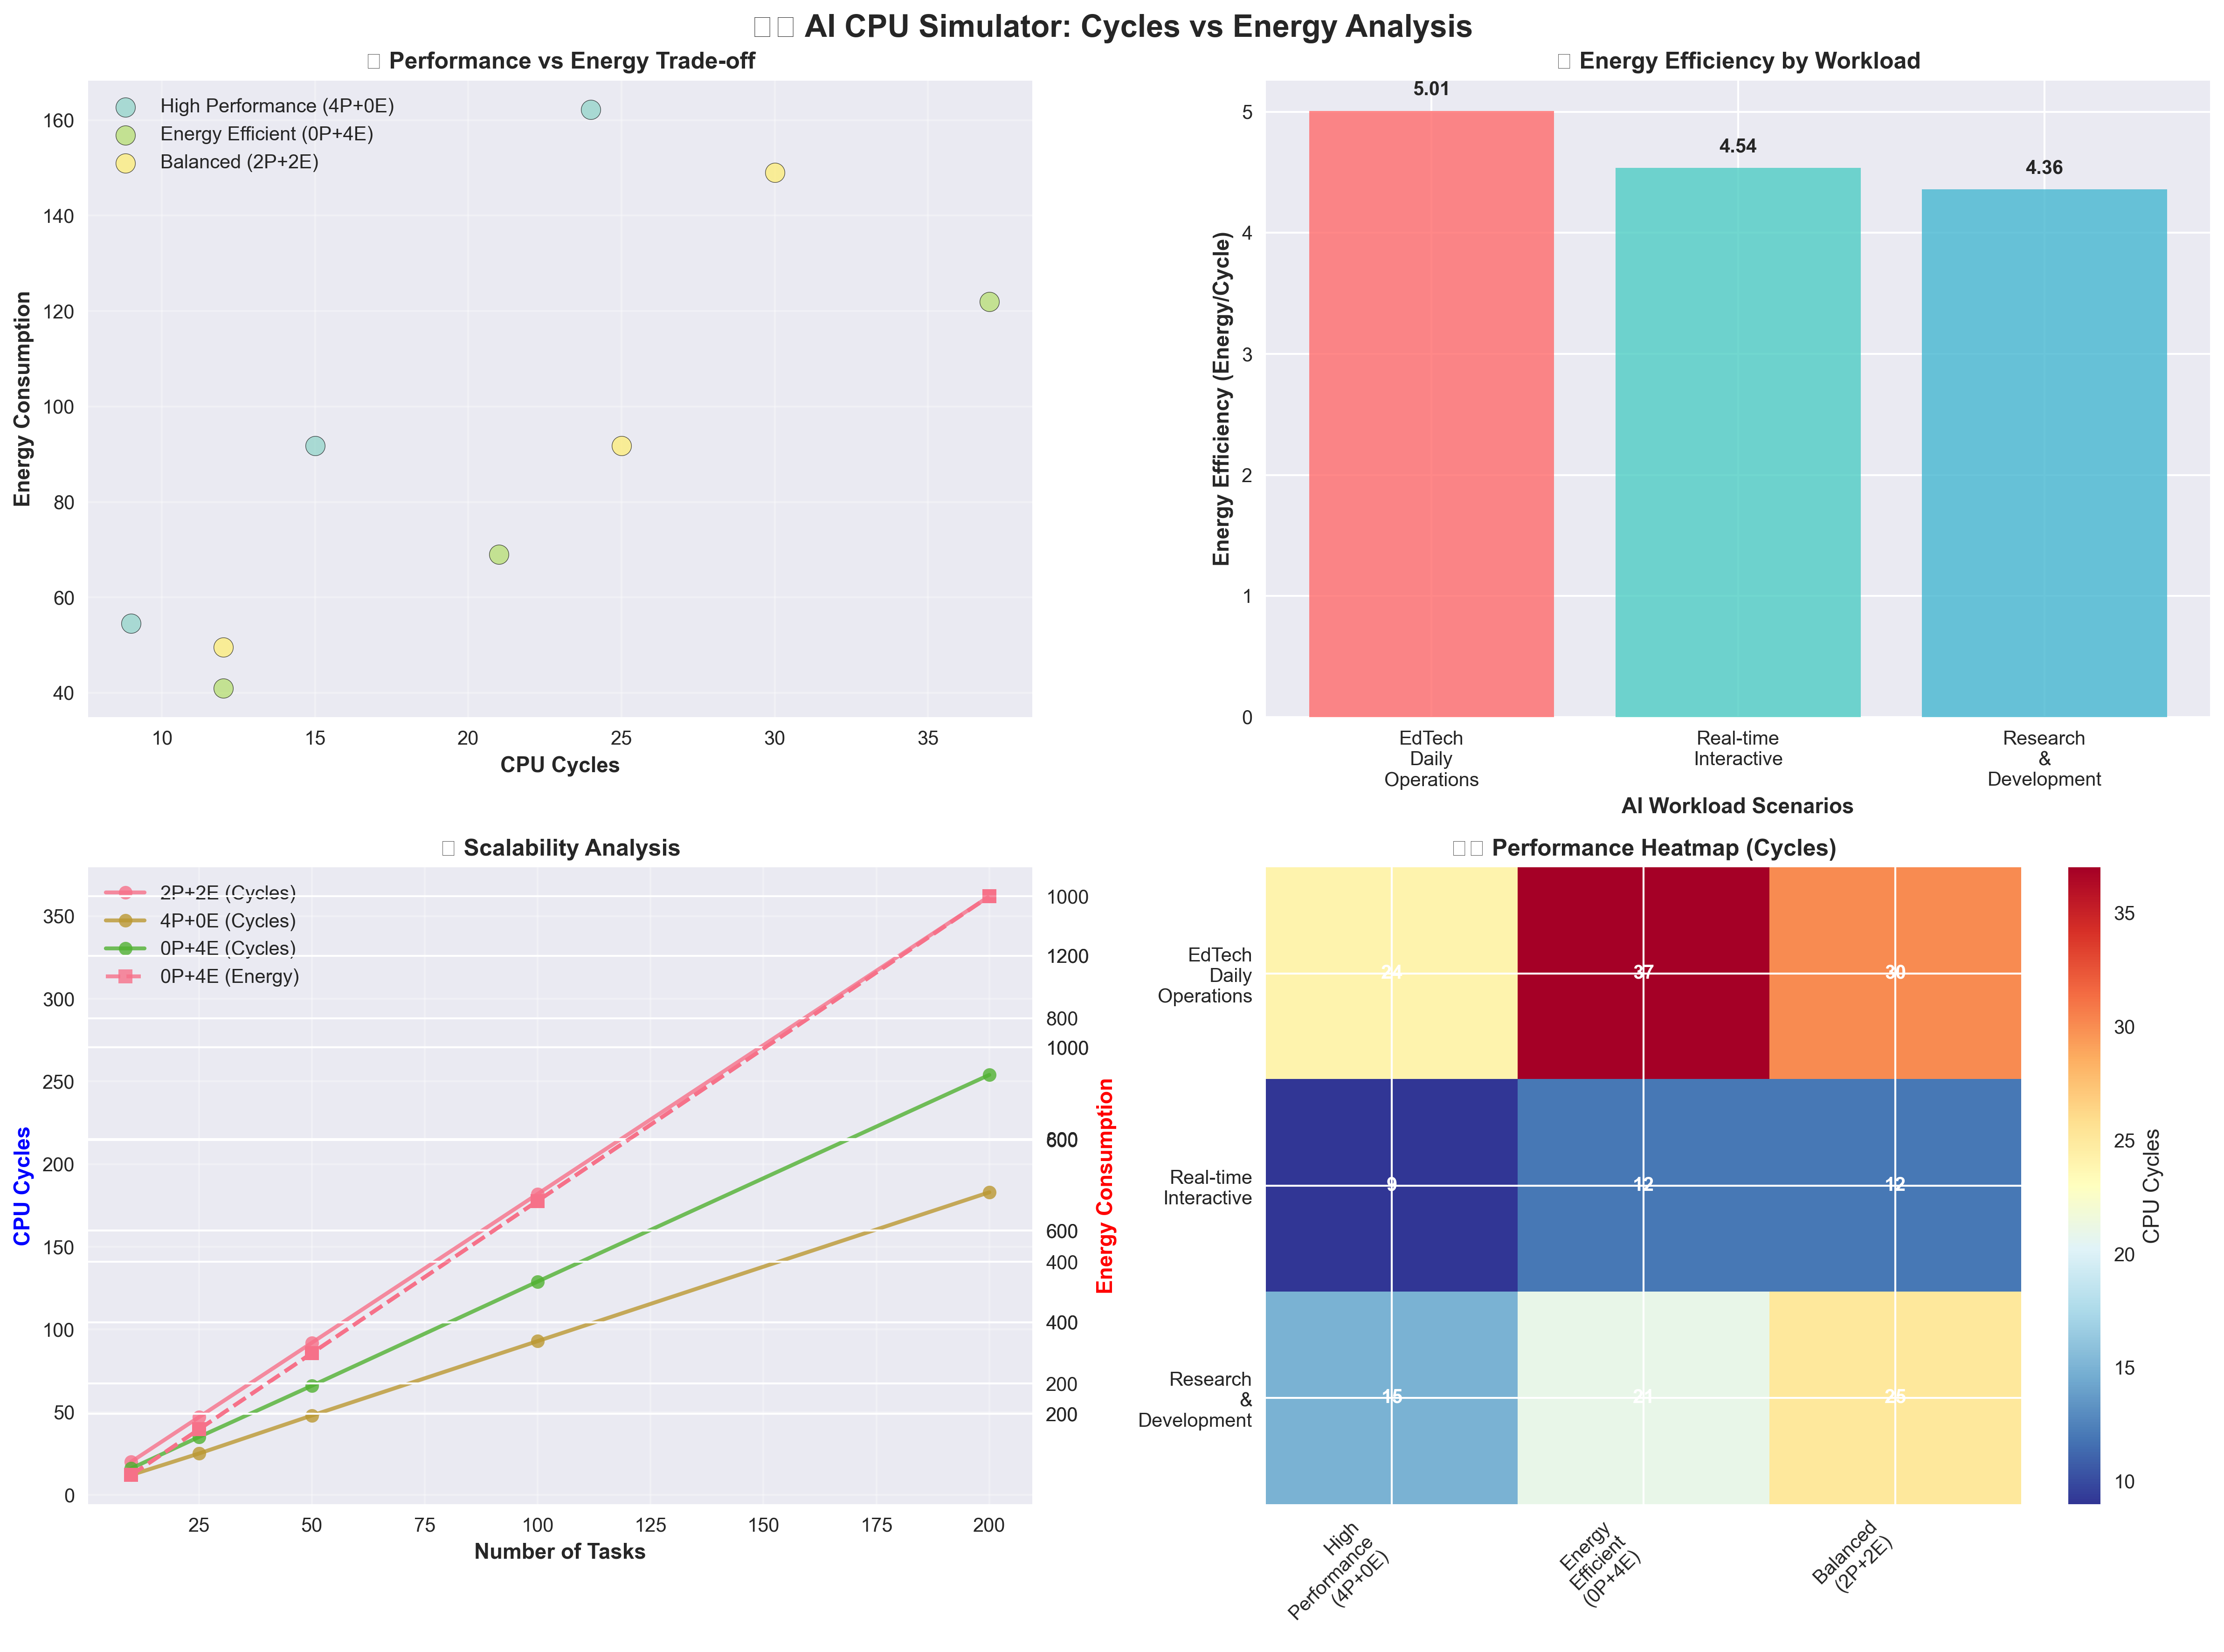 AI CPU Simulator: Cycles vs Energy Analysis
Performance vs Energy Trade-off
High Performance (4P+0E)
Energy Efficient (0P+4E)
Balanced (2P+2E)
Energy Consumption
160
140
120
100
80
60
40
10
15
20
25
30
35
CPU Cycles
Energy Efficiency by Workload
Energy Efficiency (Energy/Cycle)
5
4
3
2
1
0
5.01
4.54
4.36
EdTech
Daily
Operations
Real-time
Interactive
Research
&
Development
AI Workload Scenarios
Scalability Analysis
2P+2E (Cycles)
4P+0E (Cycles)
0P+4E (Cycles)
0P+4E (Energy)
CPU Cycles
350
300
250
200
150
100
50
0
25
50
75
100
125
150
175
200
Number of Tasks
1000
1200
800
1000
600
400
400
200
200
Energy Consumption
Performance Heatmap (Cycles)
EdTech
Daily
Operations
24
37
30
Real-time
Interactive
9
12
12
Research
&
Development
15
21
25
High
Performance
(4P+0E)
Energy
Efficient
(0P+4E)
Balanced
(2P+2E)
35
30
25
20
15
10
CPU Cycles